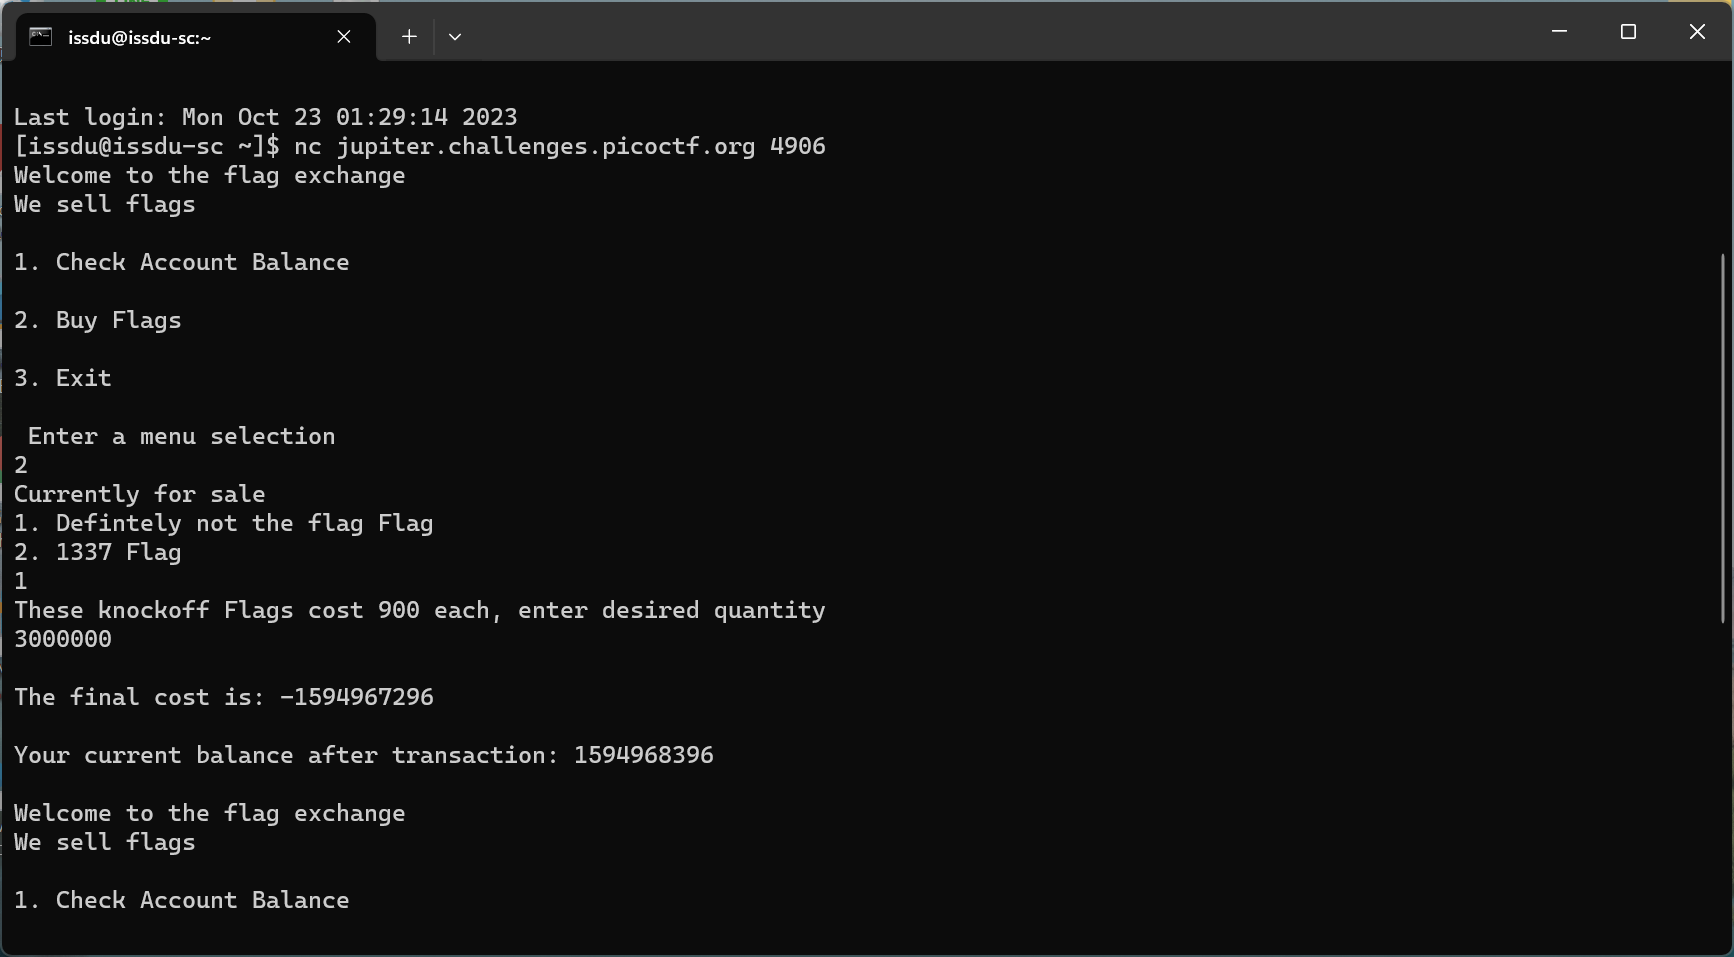 issdu@issdu-sc:~
Last login: Mon Oct 23 01:29:14 2023
[issdu@issdu-sc ~]$ nc jupiter.challenges.picoctf.org 4906
Welcome to the flag exchange
We sell flags
1. Check Account Balance
2. Buy Flags
3. Exit
Enter a menu selection
2
Currently for sale
1. Defintely not the flag Flag
2. 1337 Flag
1
These knockoff Flags cost 900 each, enter desired quantity
3000000
The final cost is: -1594967296
Your current balance after transaction: 1594968396
Welcome to the flag exchange
We sell flags
1. Check Account Balance